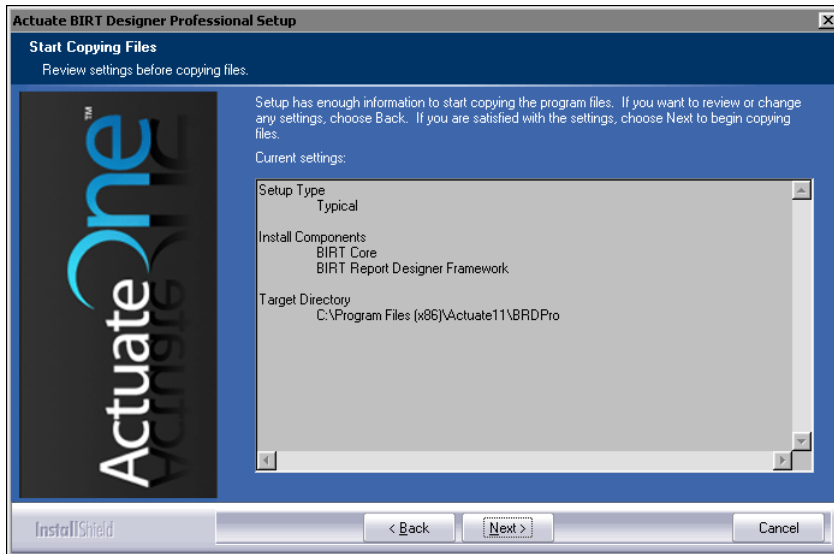 Actuate BIRT Designer Professional Setup
Start Copying Files
Review settings before copying files.
Setup has enough information to start copying the program files. If you want to review or change
any settings, choose Back. If you are satisfied with the settings, choose Next to begin copying
files.
Current settings:
Setup Type
Typical
Install Components
BIRT Core
BIRT Report Designer Framework
Target Directory
C:\Program Files (x86)\Actuate11\BRDPro
ActuateOne™
InstallShield
< Back
Next >
Cancel